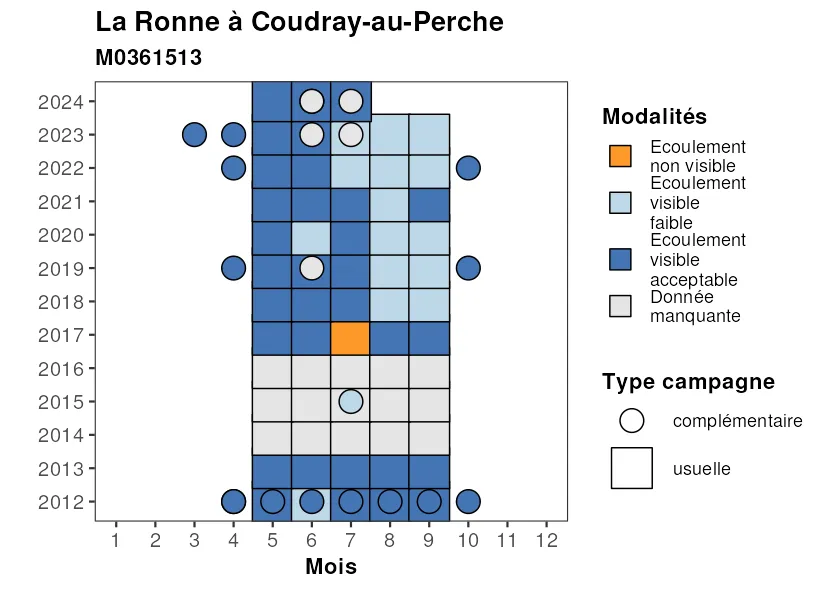 La Ronne à Coudray-au-Perche
M0361513
2024
2023
2022
2021
2020
2019
2018
2017
2016
2015
2014
2013
2012
1 2 3 4 5 6 7 8 9 10 11 12
Mois
Modalités
Ecoulement
non visible
Ecoulement
visible
faible
Ecoulement
visible
acceptable
Donnée
manquante
Type campagne
complémentaire
usuelle